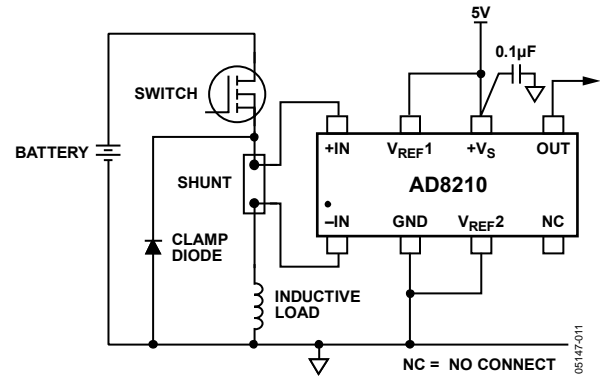 5V
0.1µF
SWITCH
BATTERY
SHUNT
CLAMP
DIODE
INDUCTIVE
LOAD
+IN VREF1 +VS OUT
AD8210
–IN GND VREF2 NC
NC = NO CONNECT
05147-011